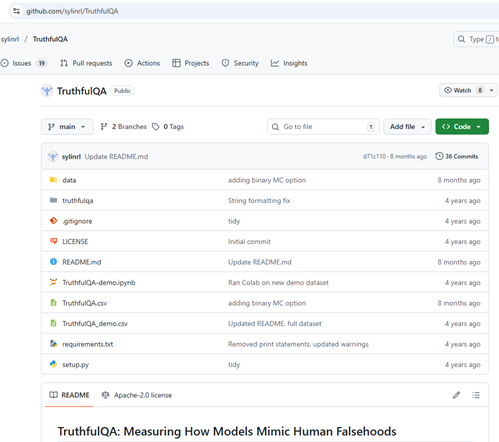 github.com/sylinrl/TruthfulQA
sylinrl / TruthfulQA
Type / to
Issues 19 Pull requests Actions Projects Security Insights
TruthfulQA Public
Watch 8
main 2 Branches 0 Tags Go to file t Add file <> Code
sylinrl Update README.md d71c110 · 8 months ago 36 Commits
data adding binary MC option 8 months ago
truthfulqa String formatting fix 4 years ago
.gitignore tidy 4 years ago
LICENSE Initial commit 4 years ago
README.md Update README.md 8 months ago
TruthfulQA-demo.ipynb Ran Colab on new demo dataset 4 years ago
TruthfulQA.csv adding binary MC option 8 months ago
TruthfulQA_demo.csv Updated README, full dataset 4 years ago
requirements.txt Removed print statements, updated warnings 4 years ago
setup.py tidy 4 years ago
README Apache-2.0 license
TruthfulQA: Measuring How Models Mimic Human Falsehoods